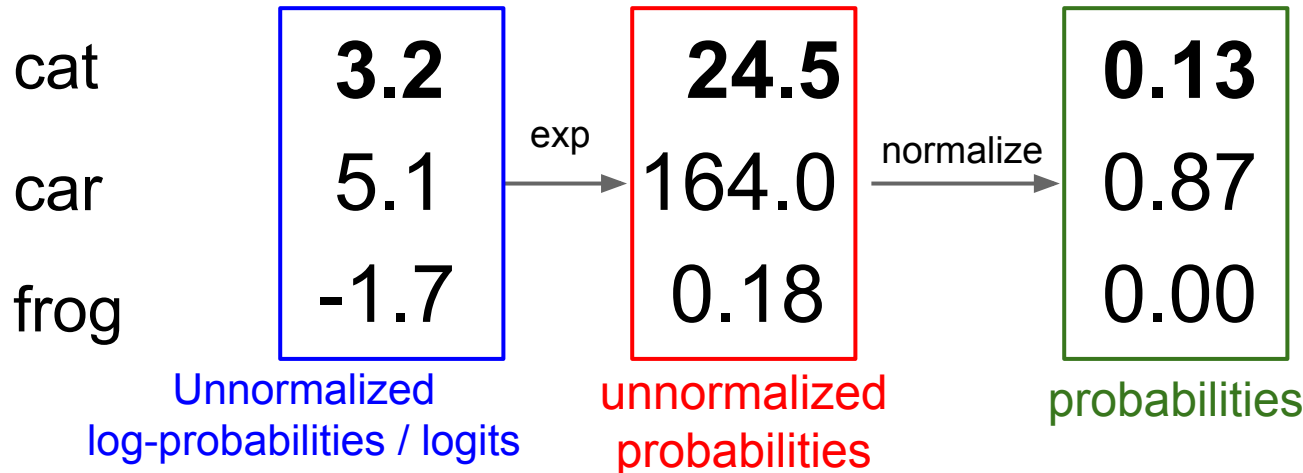 cat 3.2 24.5 0.13
exp
normalize
car 5.1 164.0 0.87
frog -1.7 0.18 0.00
Unnormalized
log-probabilities / logits
unnormalized
probabilities
probabilities